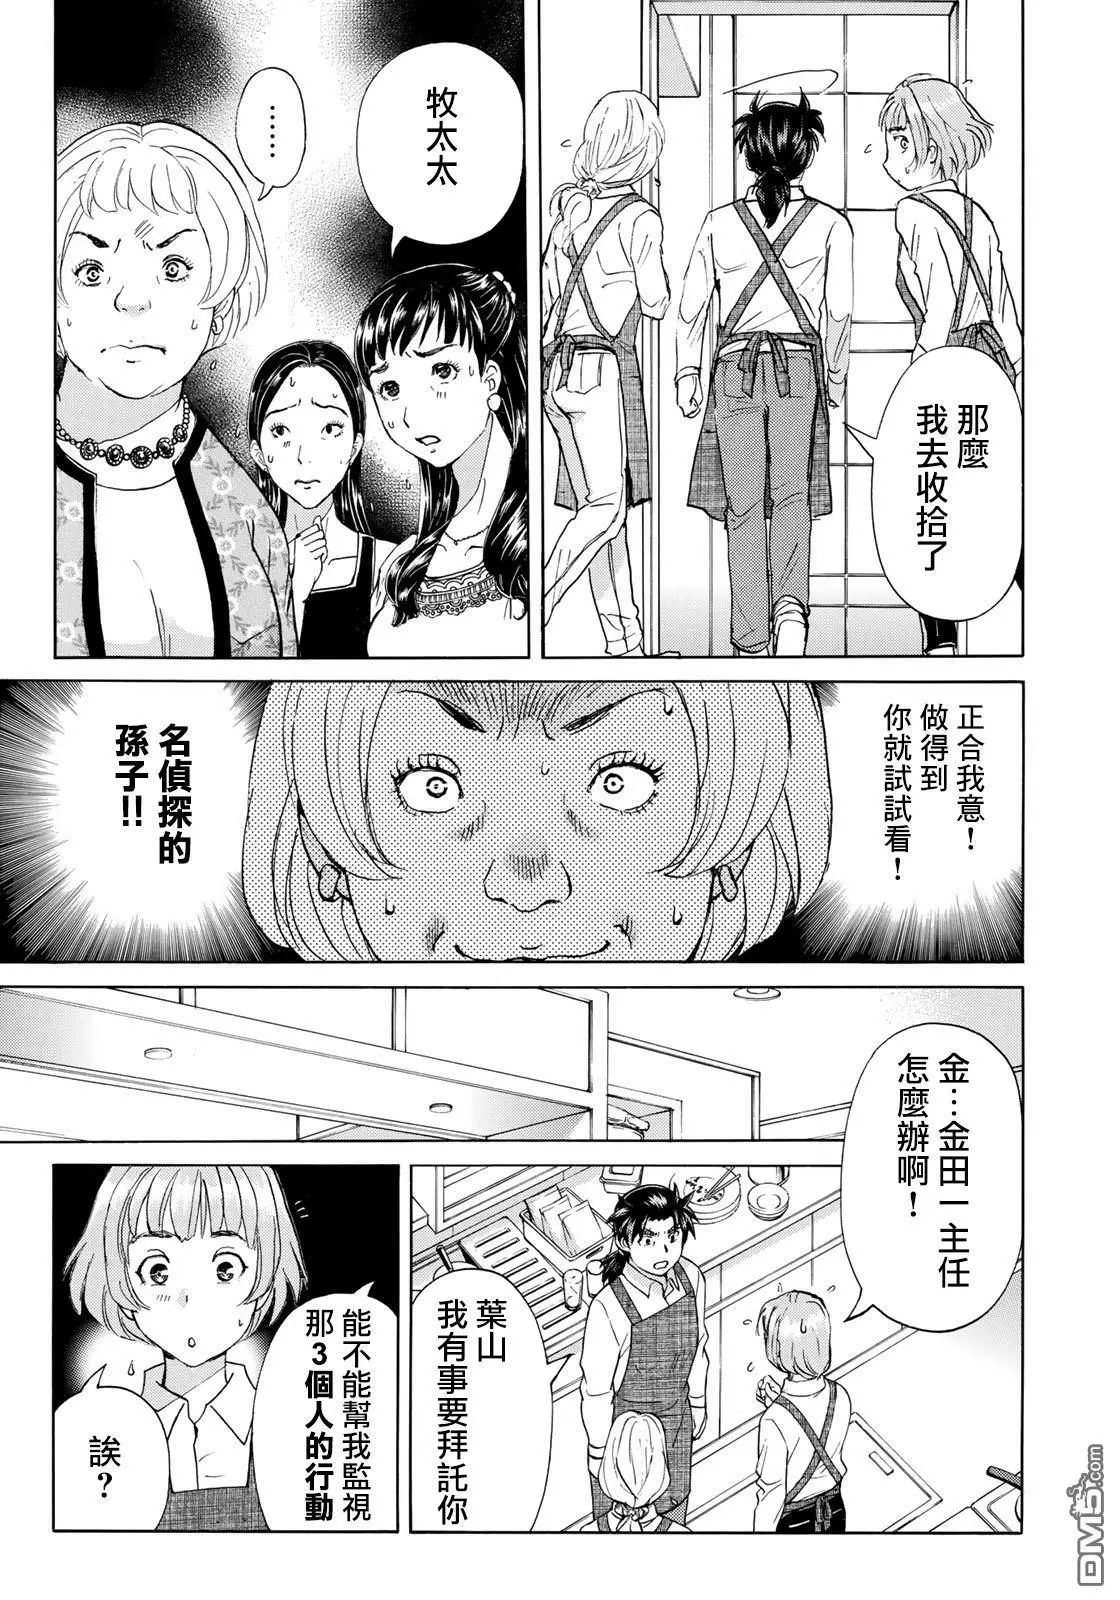 那麼
我去收拾了
牧太太
……
正合我意！
做得到
你就試試看！
名偵探的
孫子!!
金…金田一主任
怎麼辦啊！
葉山
我有事要拜託你
能不能幫我監視
那3個人的行動
誒？
DM5.com